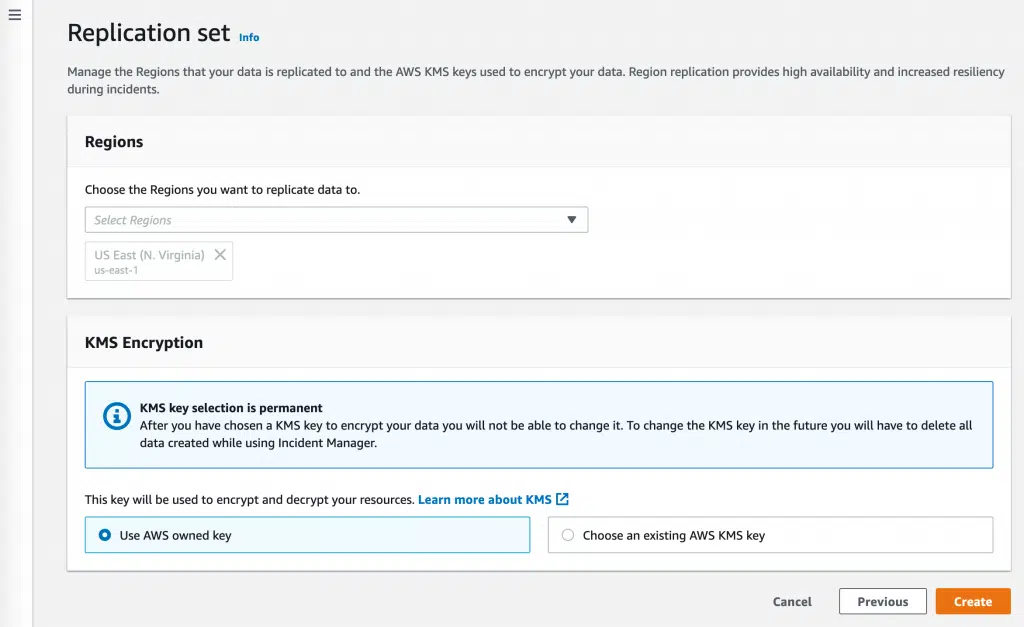 Replication set Info
Manage the Regions that your data is replicated to and the AWS KMS keys used to encrypt your data. Region replication provides high availability and increased resiliency
during incidents.
Regions
Choose the Regions you want to replicate data to.
Select Regions
US East (N. Virginia)
us-east-1
KMS Encryption
KMS key selection is permanent
After you have chosen a KMS key to encrypt your data you will not be able to change it. To change the KMS key in the future you will have to delete all
data created while using Incident Manager.
This key will be used to encrypt and decrypt your resources. Learn more about KMS
Use AWS owned key
Choose an existing AWS KMS key
Cancel
Previous
Create